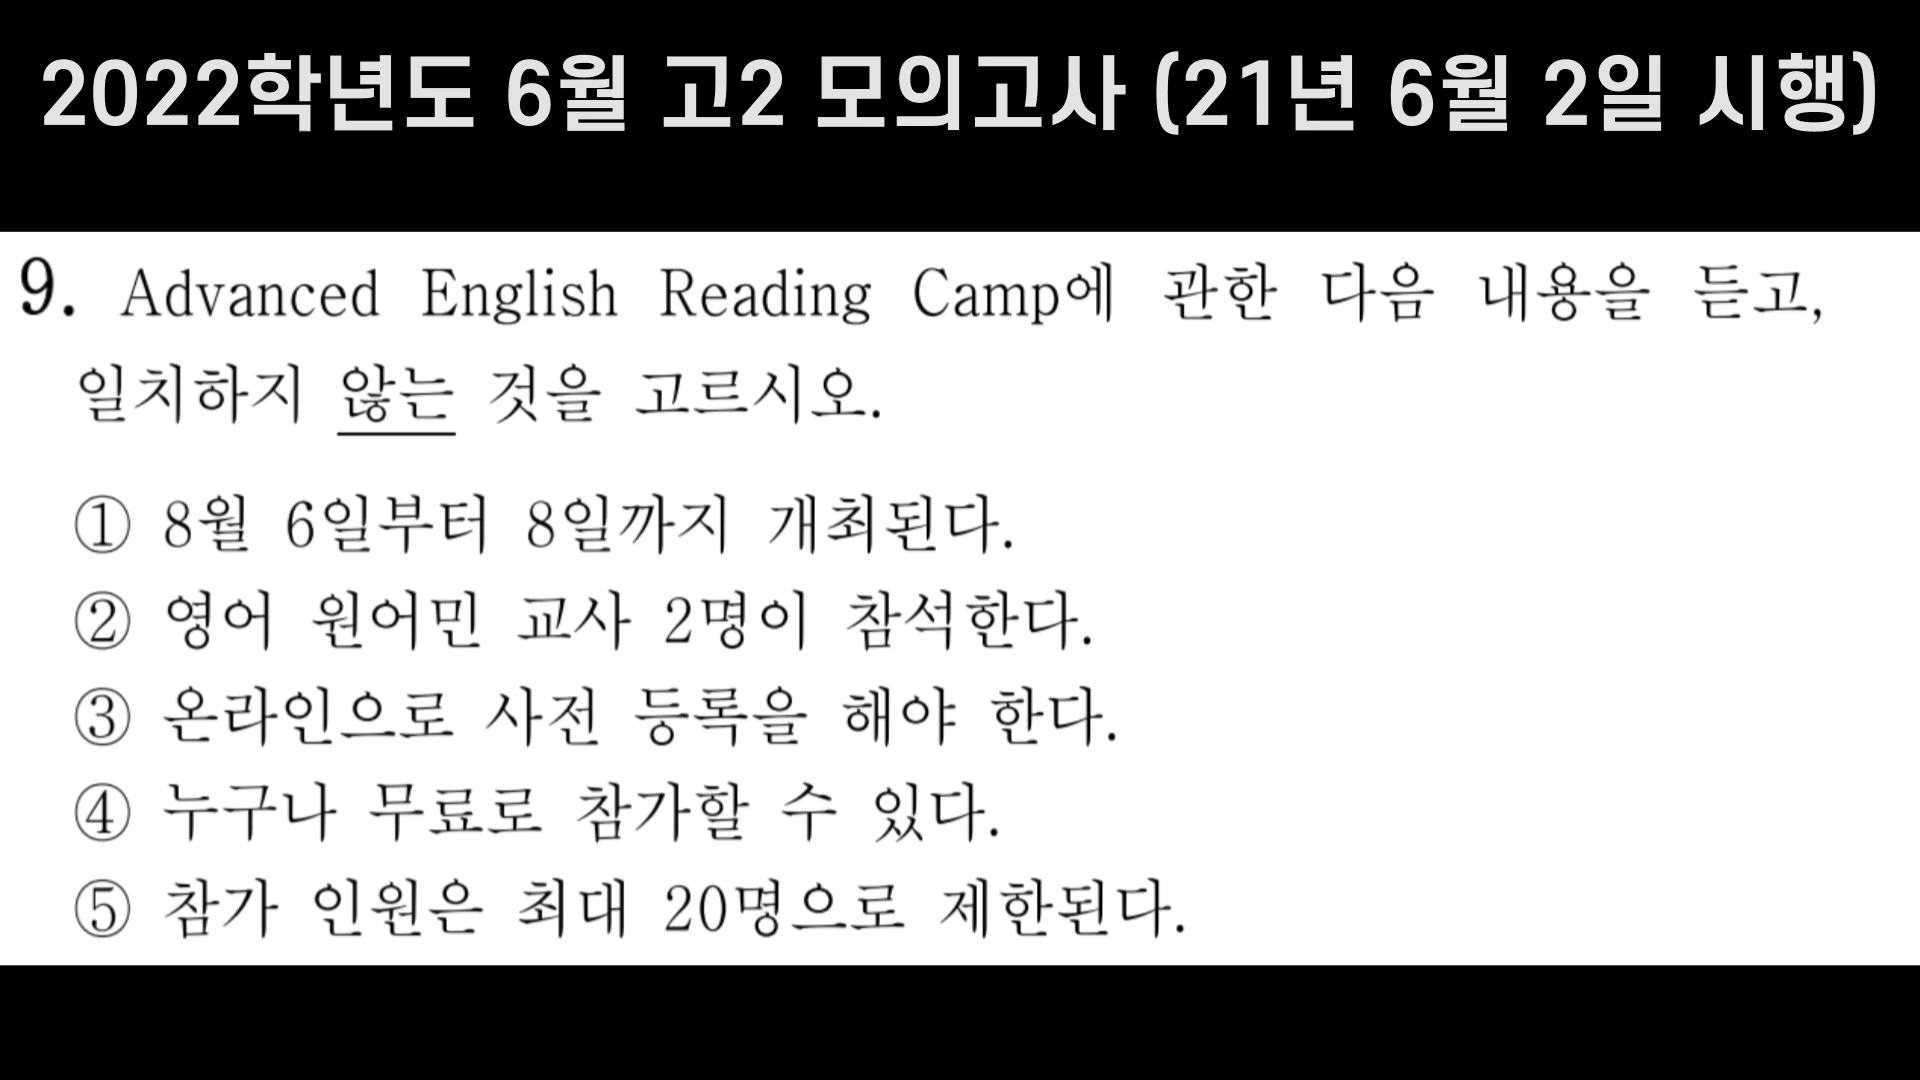 2022학년도 6월 고2 모의고사 (21년 6월 2일 시행)
9. Advanced English Reading Camp에 관한 다음 내용을 듣고,
일치하지 않는 것을 고르시오.
① 8월 6일부터 8일까지 개최된다.
② 영어 원어민 교사 2명이 참석한다.
③ 온라인으로 사전 등록을 해야 한다.
④ 누구나 무료로 참가할 수 있다.
⑤ 참가 인원은 최대 20명으로 제한된다.